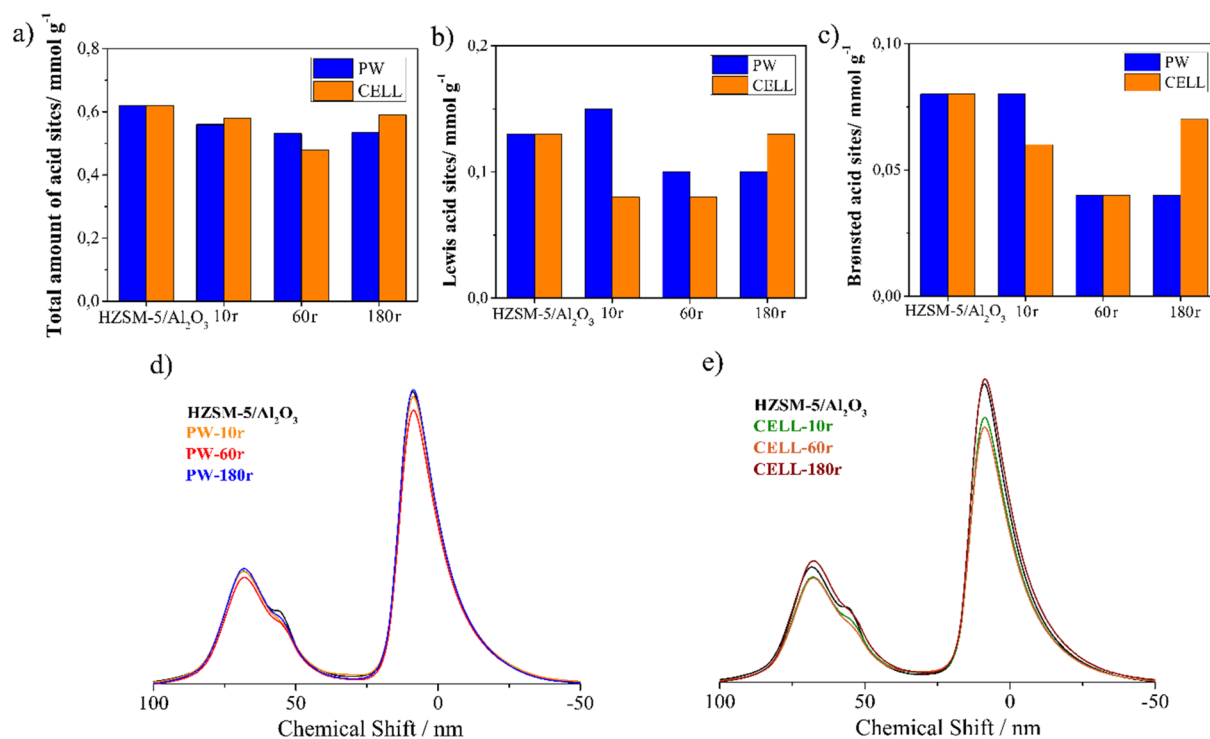 a)
Total amount of acid sites/ mmol g⁻¹
0,8
0,6
0,4
0,2
0,0
PW
CELL
HZSM-5/Al₂O₃ 10r 60r 180r
b)
Lewis acid sites/ mmol g⁻¹
0,2
0,1
0,0
PW
CELL
HZSM-5/Al₂O₃ 10r 60r 180r
c)
Brønsted acid sites/ mmol g⁻¹
0,10
0,05
0,00
PW
CELL
HZSM-5/Al₂O₃ 10r 60r 180r
d)
HZSM-5/Al₂O₃
PW-10r
PW-60r
PW-180r
100 50 0 -50
Chemical Shift / nm
e)
HZSM-5/Al₂O₃
CELL-10r
CELL-60r
CELL-180r
100 50 0 -50
Chemical Shift / nm